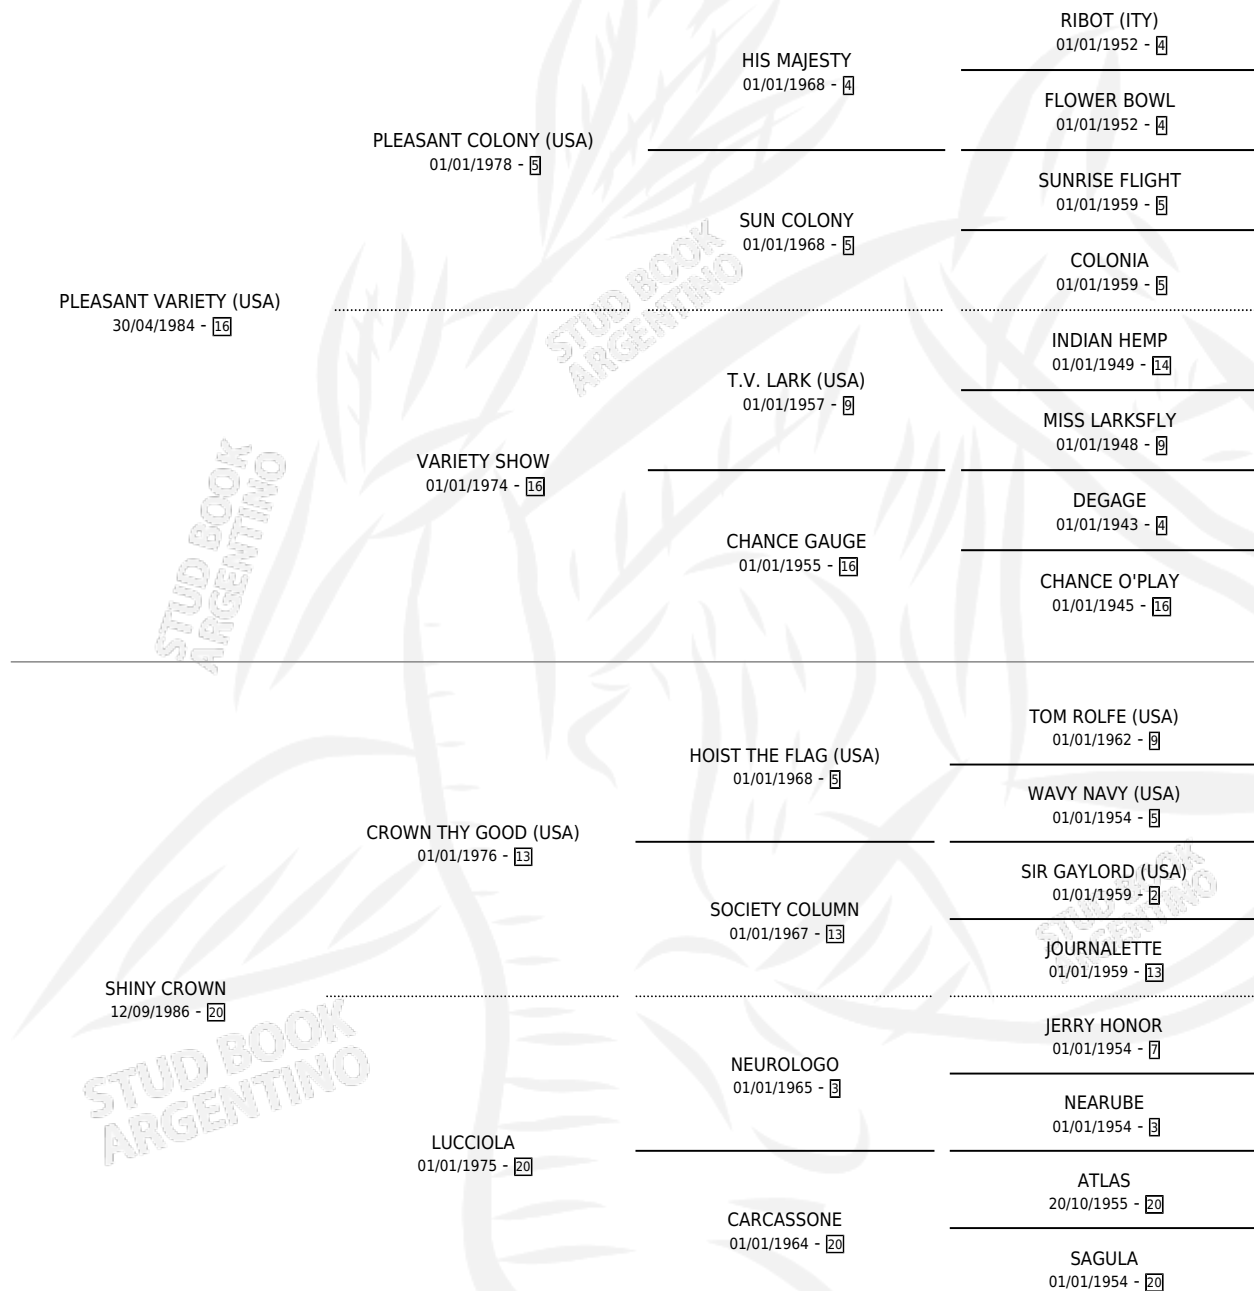 RIBOT (ITY)
01/01/1952 - 4
HIS MAJESTY
01/01/1968 - 4
FLOWER BOWL
01/01/1952 - 4
PLEASANT COLONY (USA)
01/01/1978 - 5
SUNRISE FLIGHT
01/01/1959 - 5
SUN COLONY
01/01/1968 - 5
COLONIA
01/01/1959 - 5
PLEASANT VARIETY (USA)
30/04/1984 - 16
INDIAN HEMP
01/01/1949 - 14
T.V. LARK (USA)
01/01/1957 - 9
MISS LARKSFLY
01/01/1948 - 9
VARIETY SHOW
01/01/1974 - 16
DEGAGE
01/01/1943 - 4
CHANCE GAUGE
01/01/1955 - 16
CHANCE O'PLAY
01/01/1945 - 16
TOM ROLFE (USA)
01/01/1962 - 9
HOIST THE FLAG (USA)
01/01/1968 - 5
WAVY NAVY (USA)
01/01/1954 - 5
CROWN THY GOOD (USA)
01/01/1976 - 13
SIR GAYLORD (USA)
01/01/1959 - 2
SOCIETY COLUMN
01/01/1967 - 13
JOURNALETTE
01/01/1959 - 13
SHINY CROWN
12/09/1986 - 20
JERRY HONOR
01/01/1954 - 7
NEUROLOGO
01/01/1965 - 3
NEARUBE
01/01/1954 - 3
LUCCIOLA
01/01/1975 - 20
ATLAS
20/10/1955 - 20
CARCASSONE
01/01/1964 - 20
SAGULA
01/01/1954 - 20
STUD BOOK
ARGENTINO
STUD BOOK
ARGENTINO
STUD BOOK
ARGENTINO
STUD BOOK
ARGENTINO